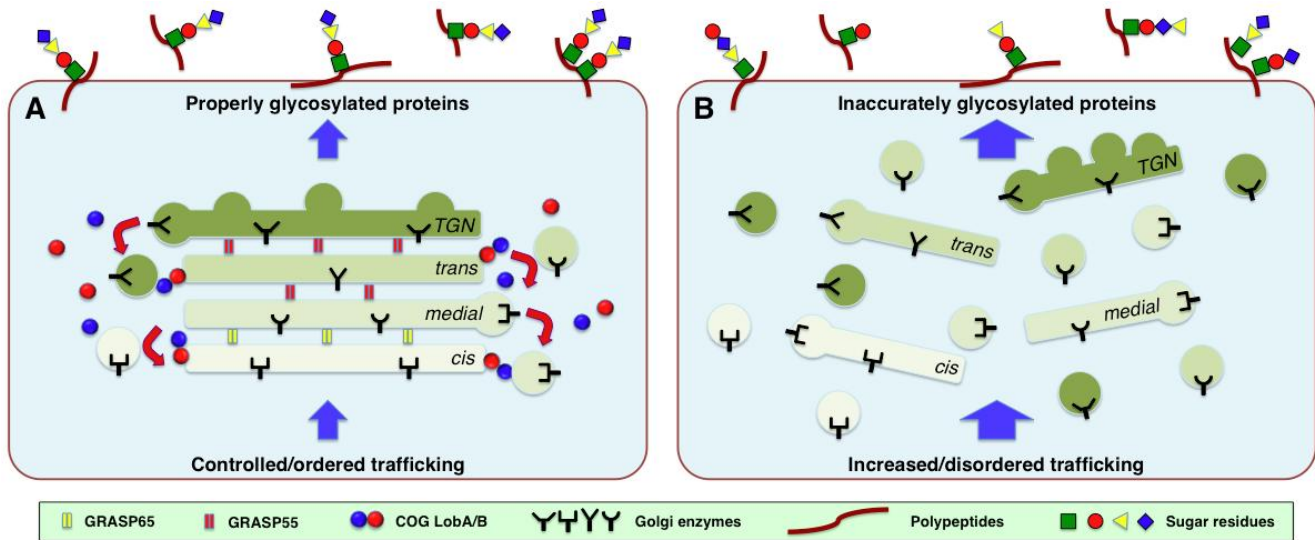 A
Properly glycosylated proteins
TGN
trans
medial
cis
Controlled/ordered trafficking
B
Inaccurately glycosylated proteins
TGN
trans
medial
cis
Increased/disordered trafficking
GRASP65
GRASP55
COG LobA/B
Golgi enzymes
Polypeptides
Sugar residues